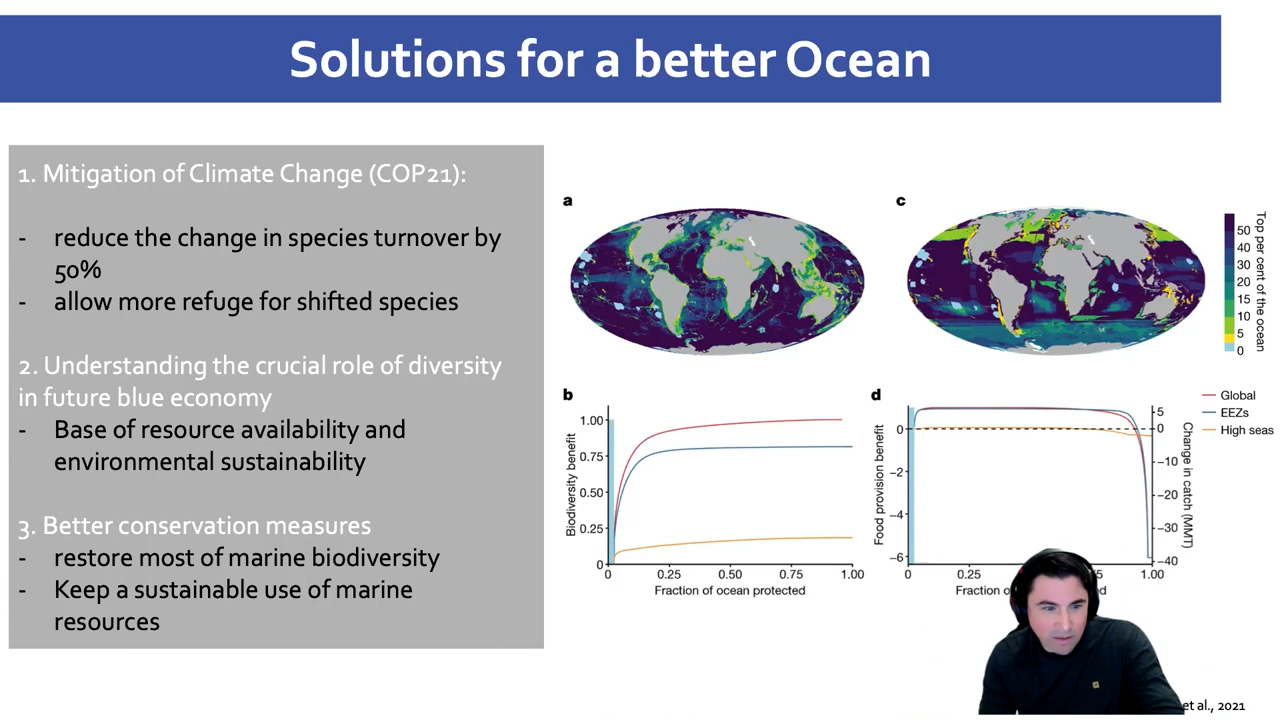 Solutions for a better Ocean
1. Mitigation of Climate Change (COP21):
- reduce the change in species turnover by
50%
- allow more refuge for shifted species
2. Understanding the crucial role of diversity
in future blue economy
- Base of resource availability and
environmental sustainability
3. Better conservation measures
- restore most of marine biodiversity
- Keep a sustainable use of marine
resources
a
c
50
40
30
20
15
10
5
0
Top per cent of the ocean
b
1.00
0.75
0.50
0.25
0
Biodiversity benefit
0 0.25 0.50 0.75 1.00
Fraction of ocean protected
d
0
−2
−4
−6
Food provision benefit
5
0
−10
−20
−30
−40
Change in catch (MMT)
0 0.25 1.00
Global
EEZs
High seas
et al., 2021